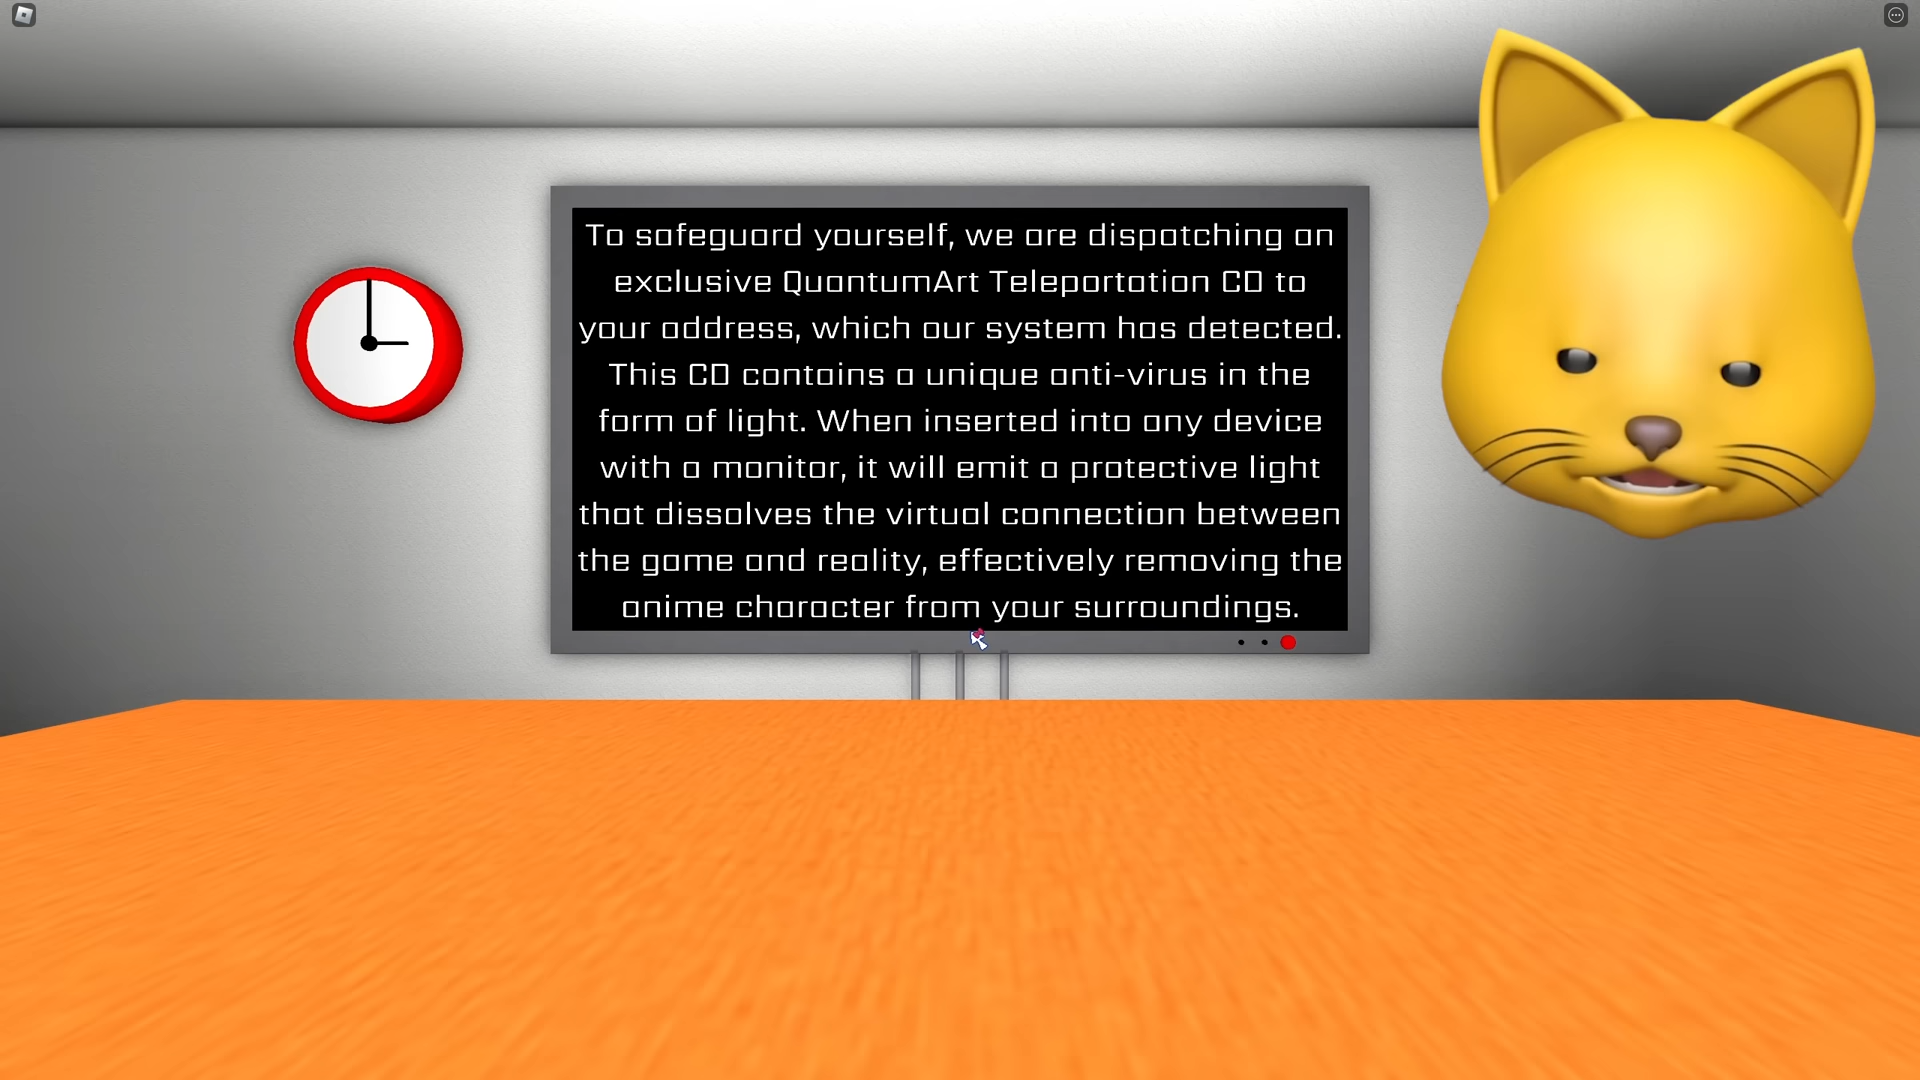 To safeguard yourself, we are dispatching an
exclusive QuantumArt Teleportation CD to
your address, which our system has detected.
This CD contains a unique anti-virus in the
form of light. When inserted into any device
with a monitor, it will emit a protective light
that dissolves the virtual connection between
the game and reality, effectively removing the
anime character from your surroundings.